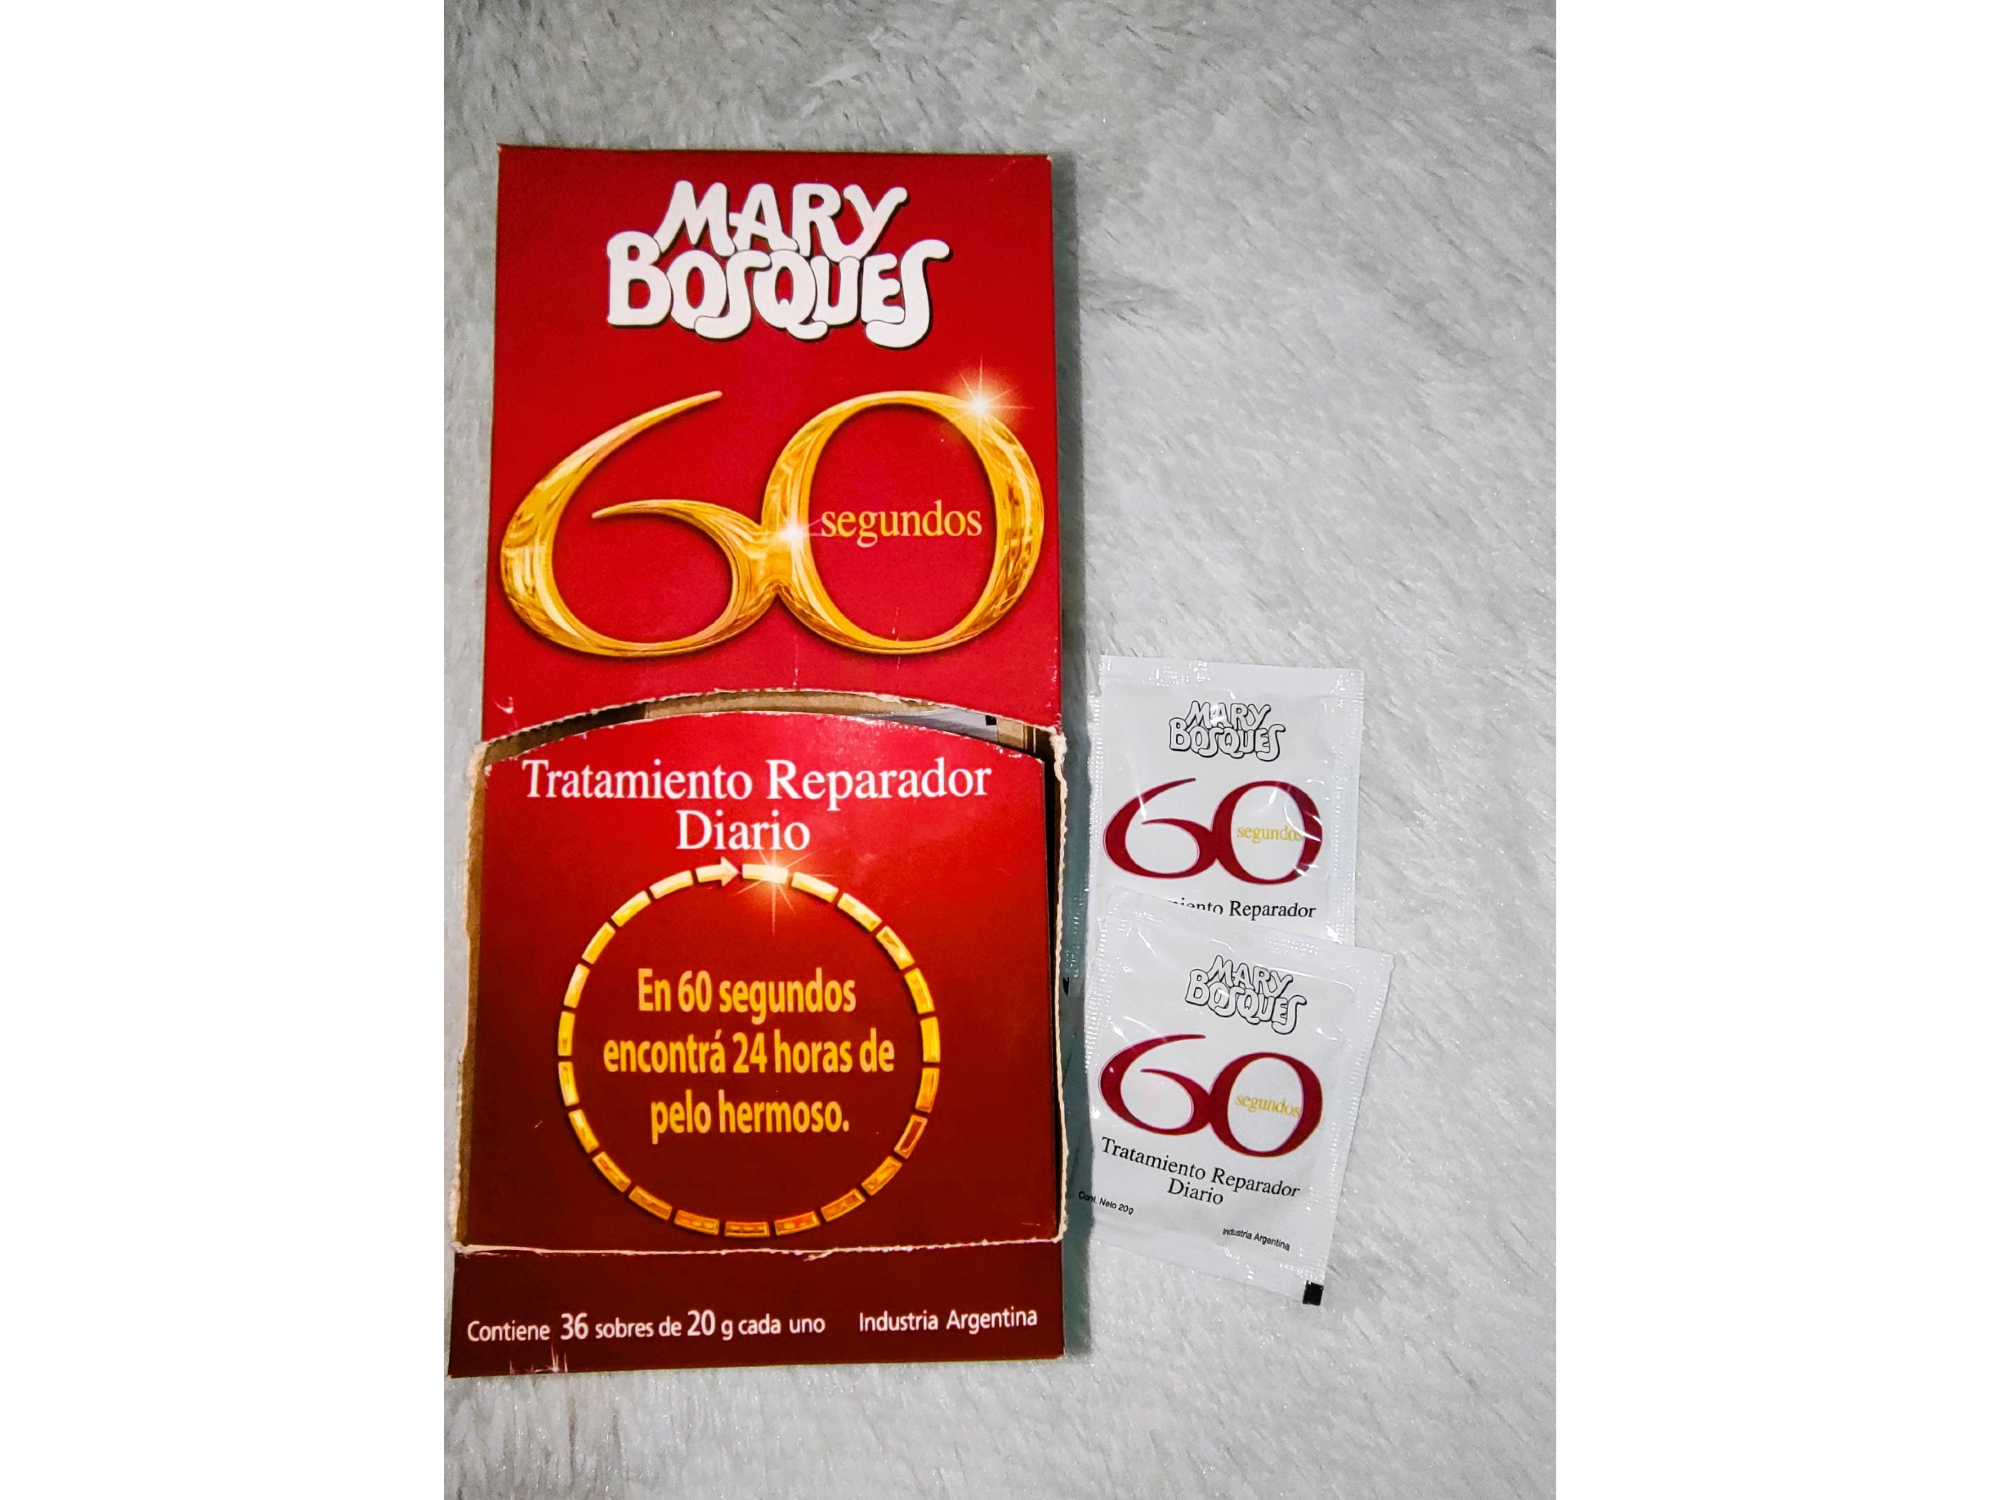 MARY
BOSQUES
60
segundos
Tratamiento Reparador
Diario
En 60 segundos
encontrá 24 horas de
pelo hermoso.
Contiene 36 sobres de 20 g cada uno Industria Argentina
MARY
BOSQUES
60
segundos
Reparador
MARY
BOSQUES
60
segundos
Tratamiento Reparador
Diario
Cont. Neto 20g
Industria Argentina